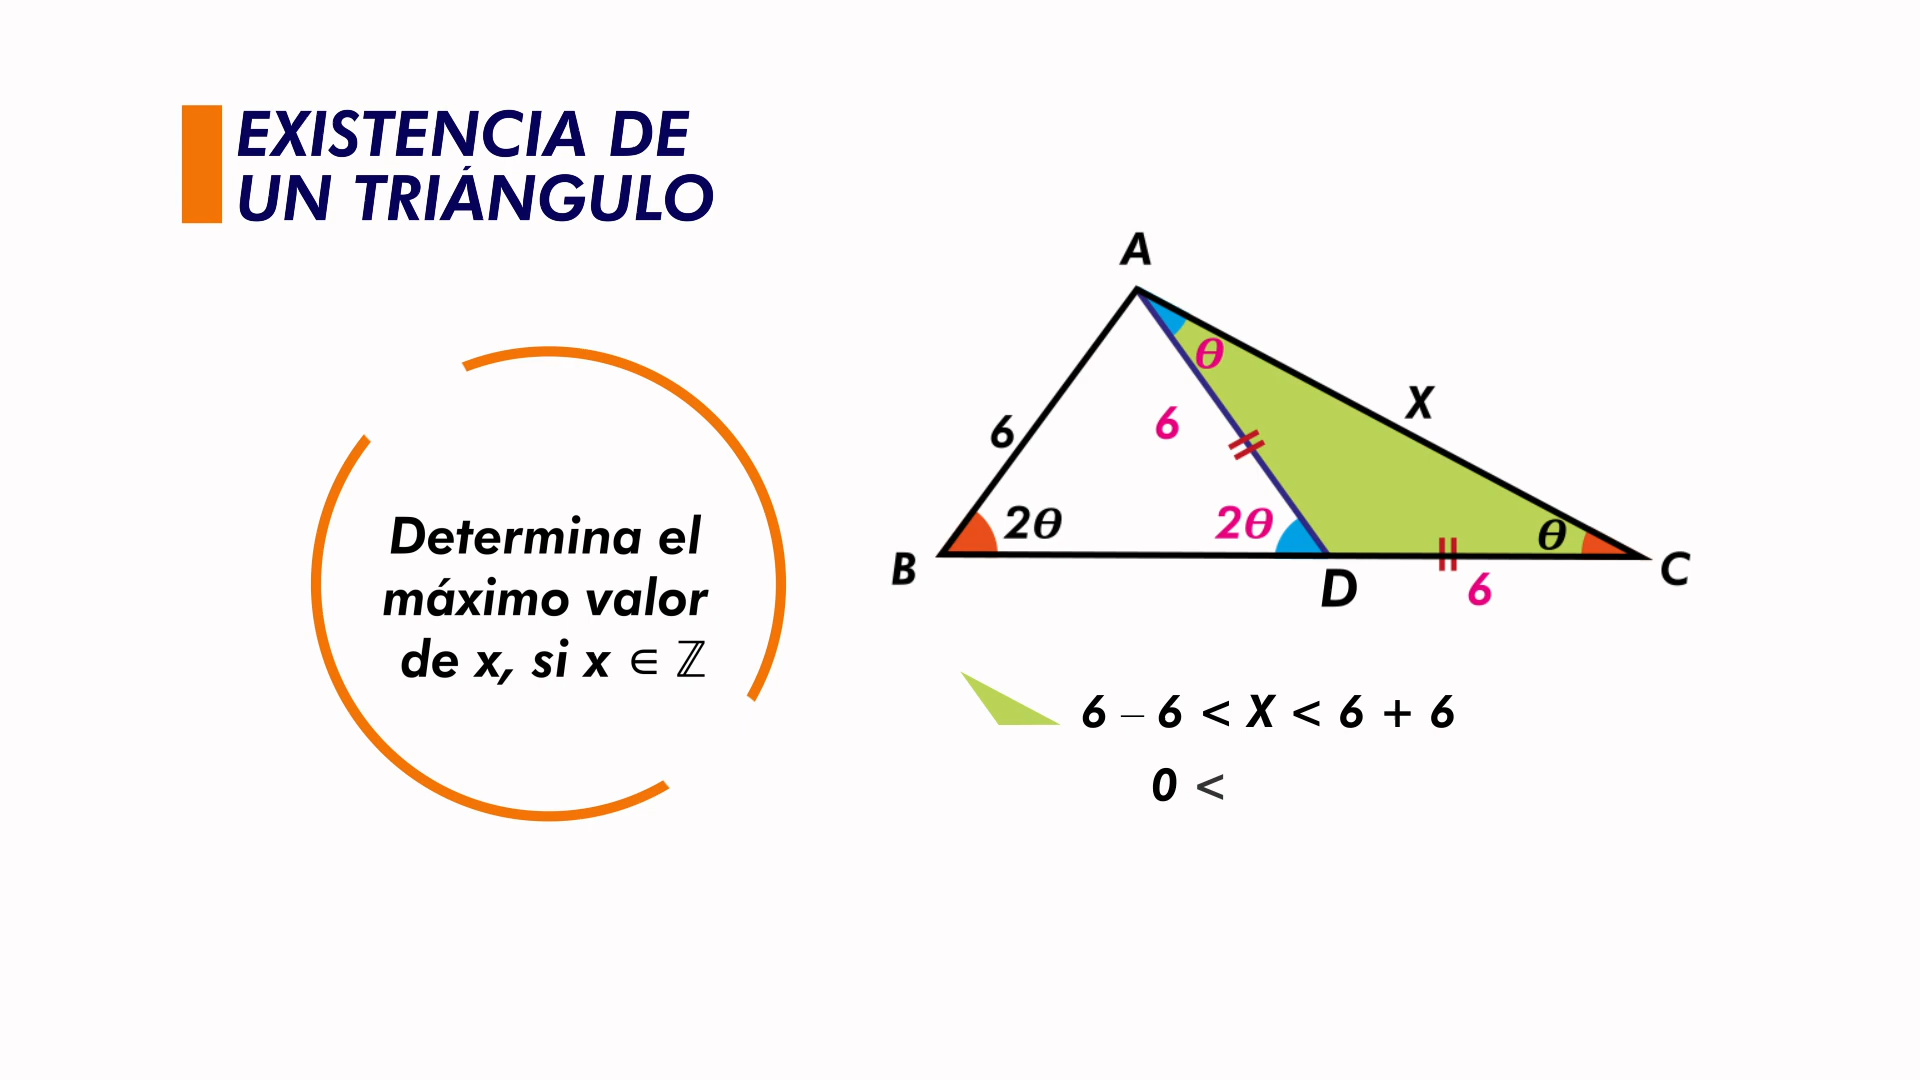 EXISTENCIA DE
UN TRIÁNGULO
Determina el
máximo valor
de x, si x ∈ ℤ
A
θ
6
6
X
2θ
2θ
θ
B
D
6
C
6 – 6 < X < 6 + 6
0 <